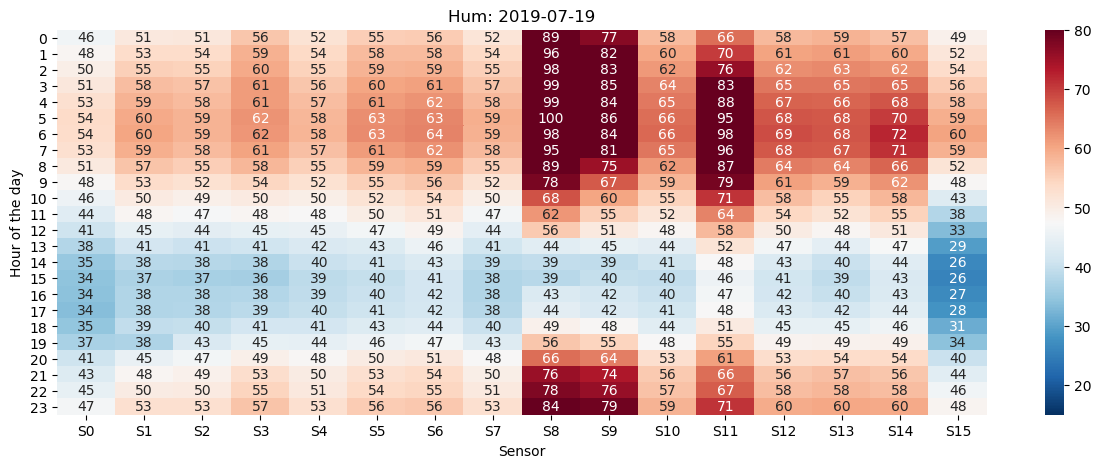 Hum: 2019-07-19
0 46 51 51 56 52 55 56 52 89 77 58 66 58 59 57 49 80
1 48 53 54 59 54 58 58 54 96 82 60 70 61 61 60 52
2 50 55 55 60 55 59 59 55 98 83 62 76 62 63 62 54
3 51 58 57 61 56 60 61 57 99 85 64 83 65 65 65 56
4 53 59 58 61 57 61 62 58 99 84 65 88 67 66 68 58 70
5 54 60 59 62 58 63 63 59 100 86 66 95 68 68 70 59
6 54 60 59 62 58 63 64 59 98 84 66 98 69 68 72 60
7 53 59 58 61 57 61 62 58 95 81 65 96 68 67 71 59 60
8 51 57 55 58 55 59 59 55 89 75 62 87 64 64 66 52
9 48 53 52 54 52 55 56 52 78 67 59 79 61 59 62 48
10 46 50 49 50 50 52 54 50 68 60 55 71 58 55 58 43
11 44 48 47 48 48 50 51 47 62 55 52 64 54 52 55 38 50
12 41 45 44 45 45 47 49 44 56 51 48 58 50 48 51 33
13 38 41 41 41 42 43 46 41 44 45 44 52 47 44 47 29
14 35 38 38 38 40 41 43 39 39 39 41 48 43 40 44 26 40
15 34 37 37 36 39 40 41 38 39 40 40 46 41 39 43 26
16 34 38 38 38 39 40 42 38 43 42 40 47 42 40 43 27
17 34 38 38 38 40 41 42 38 44 42 41 48 43 42 44 28
18 35 39 40 41 41 43 44 40 49 48 44 51 45 45 46 31 30
19 37 38 43 45 44 46 47 43 56 55 48 55 49 49 49 34
20 41 45 47 49 48 50 51 48 66 64 53 61 53 54 54 40
21 43 48 49 53 50 53 54 50 76 74 56 66 56 57 56 44
22 45 50 50 55 51 54 55 51 78 76 57 67 58 58 58 46 20
23 47 53 53 57 53 56 56 53 84 79 59 71 60 60 60 48
S0 S1 S2 S3 S4 S5 S6 S7 S8 S9 S10 S11 S12 S13 S14 S15
Sensor
Hour of the day